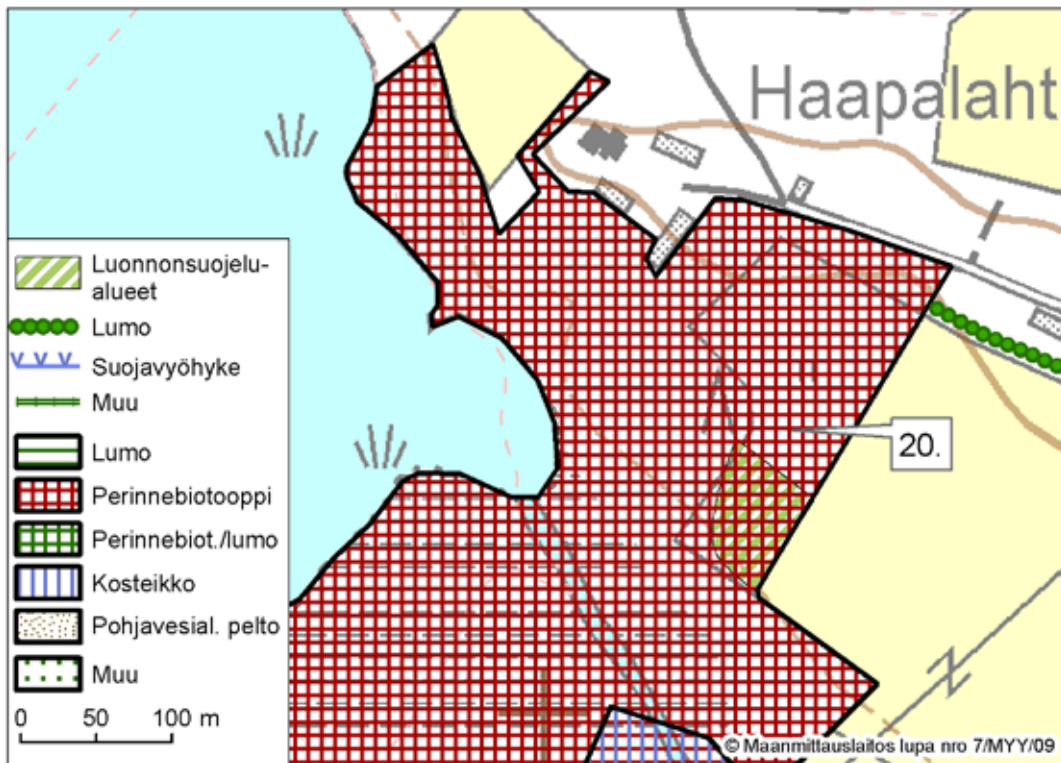 Haapalaht
Luonnonsuojelu-
alueet
Lumo
Suojavyöhyke
Muu
Lumo
Perinnebiotooppi
Perinnebiot./lumo
Kosteikko
Pohjavesial. pelto
Muu
0 50 100 m
20.
© Maanmittauslaitos lupa nro 7/MYY/09